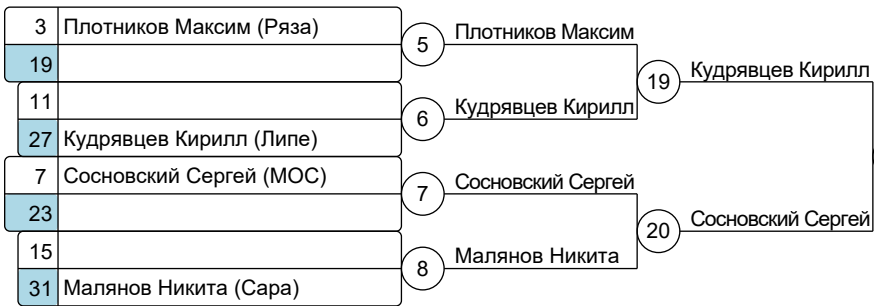 3 Плотников Максим (Ряза)
19
5 Плотников Максим
11
27 Кудрявцев Кирилл (Липе)
6 Кудрявцев Кирилл
19 Кудрявцев Кирилл
7 Сосновский Сергей (МОС)
23
7 Сосновский Сергей
15
31 Малянов Никита (Сара)
8 Малянов Никита
20 Сосновский Сергей